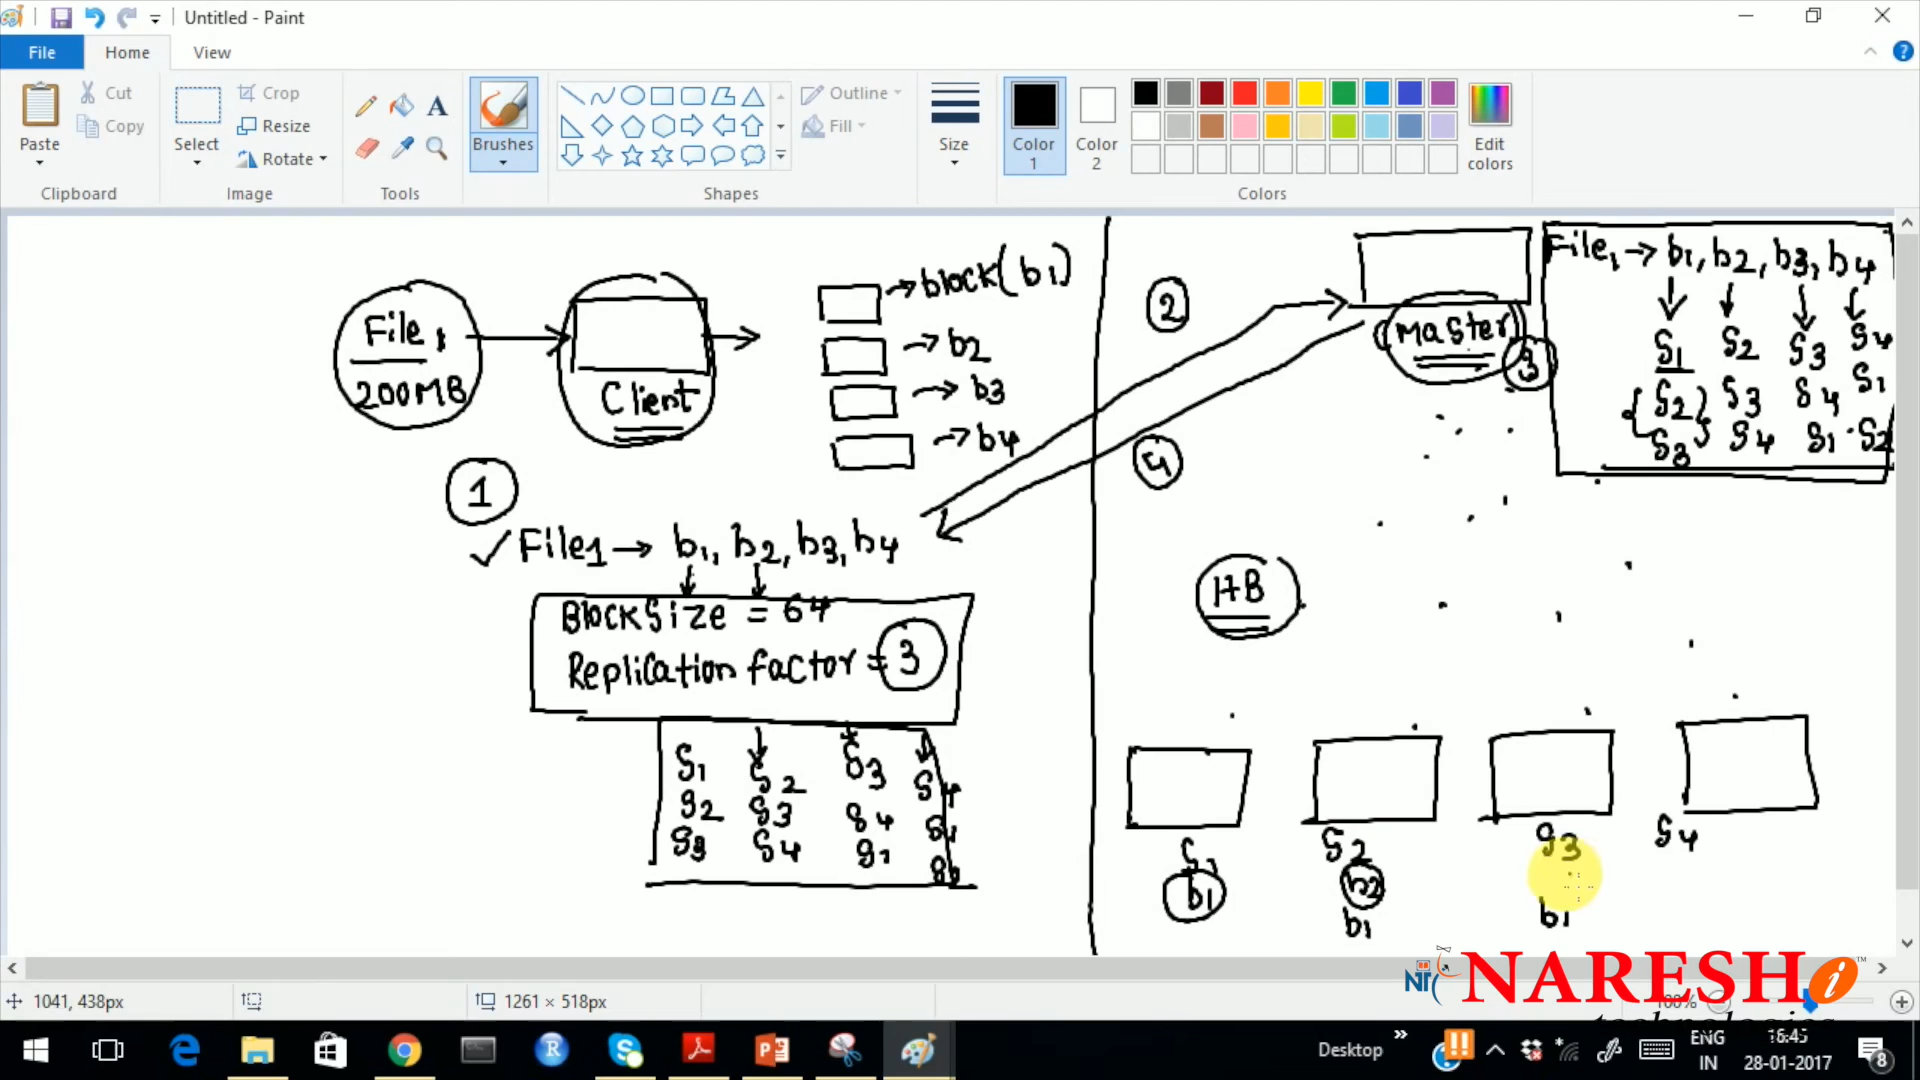 Untitled - Paint
File
Home
View
Paste
Cut
Copy
Clipboard
Select
Crop
Resize
Rotate
Image
A
Tools
Brushes
Shapes
Outline
Fill
Size
Color 1
Color 2
Edit colors
Colors
File1
200MB
Client
→block(b1)
→b2
→b3
→b4
1
✓File1→ b1, b2, b3, b4
BlockSize = 64
Replication factor = 3
S1 S2 S3 S4
S2 S3 S4 S1
S3 S4 S1
2
4
Master
3
File1→ b1, b2, b3, b4
S1 S2 S3 S4
{S2} S3 S4 S1
S3 S4 S1 S2
HB
S1
b1
S2
b2
b1
S3
b1
S4
NARESH i
™
technologies
1041, 438px
1261 × 518px
100%
Desktop
ENG
IN
16:45
28-01-2017
8